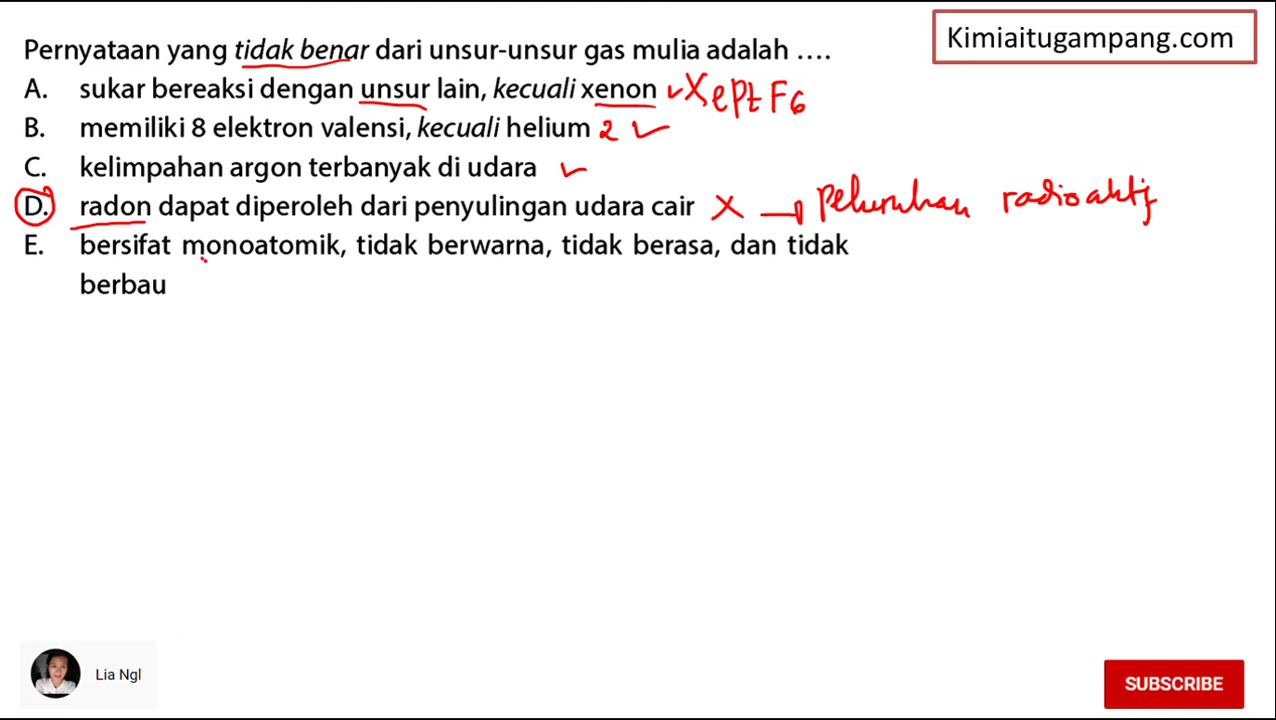 Kimiaitugampang.com
Pernyataan yang tidak benar dari unsur-unsur gas mulia adalah ....
A. sukar bereaksi dengan unsur lain, kecuali xenon ✓ XeptF6
B. memiliki 8 elektron valensi, kecuali helium 2 ✓
C. kelimpahan argon terbanyak di udara ✓
D. radon dapat diperoleh dari penyulingan udara cair X → peluruhan radioaktif
E. bersifat monoatomik, tidak berwarna, tidak berasa, dan tidak
berbau
Lia Ngl
SUBSCRIBE